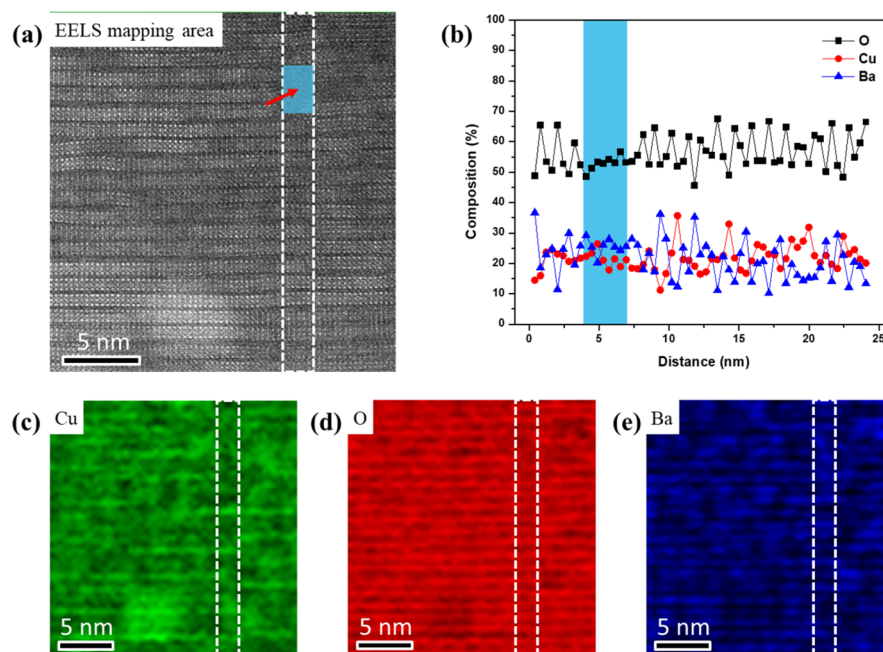 (a) EELS mapping area
5 nm
(b)
100
90
80
70
60
50
40
30
20
10
0
Composition (%)
O
Cu
Ba
0 5 10 15 20 25
Distance (nm)
(c) Cu
5 nm
(d) O
5 nm
(e) Ba
5 nm